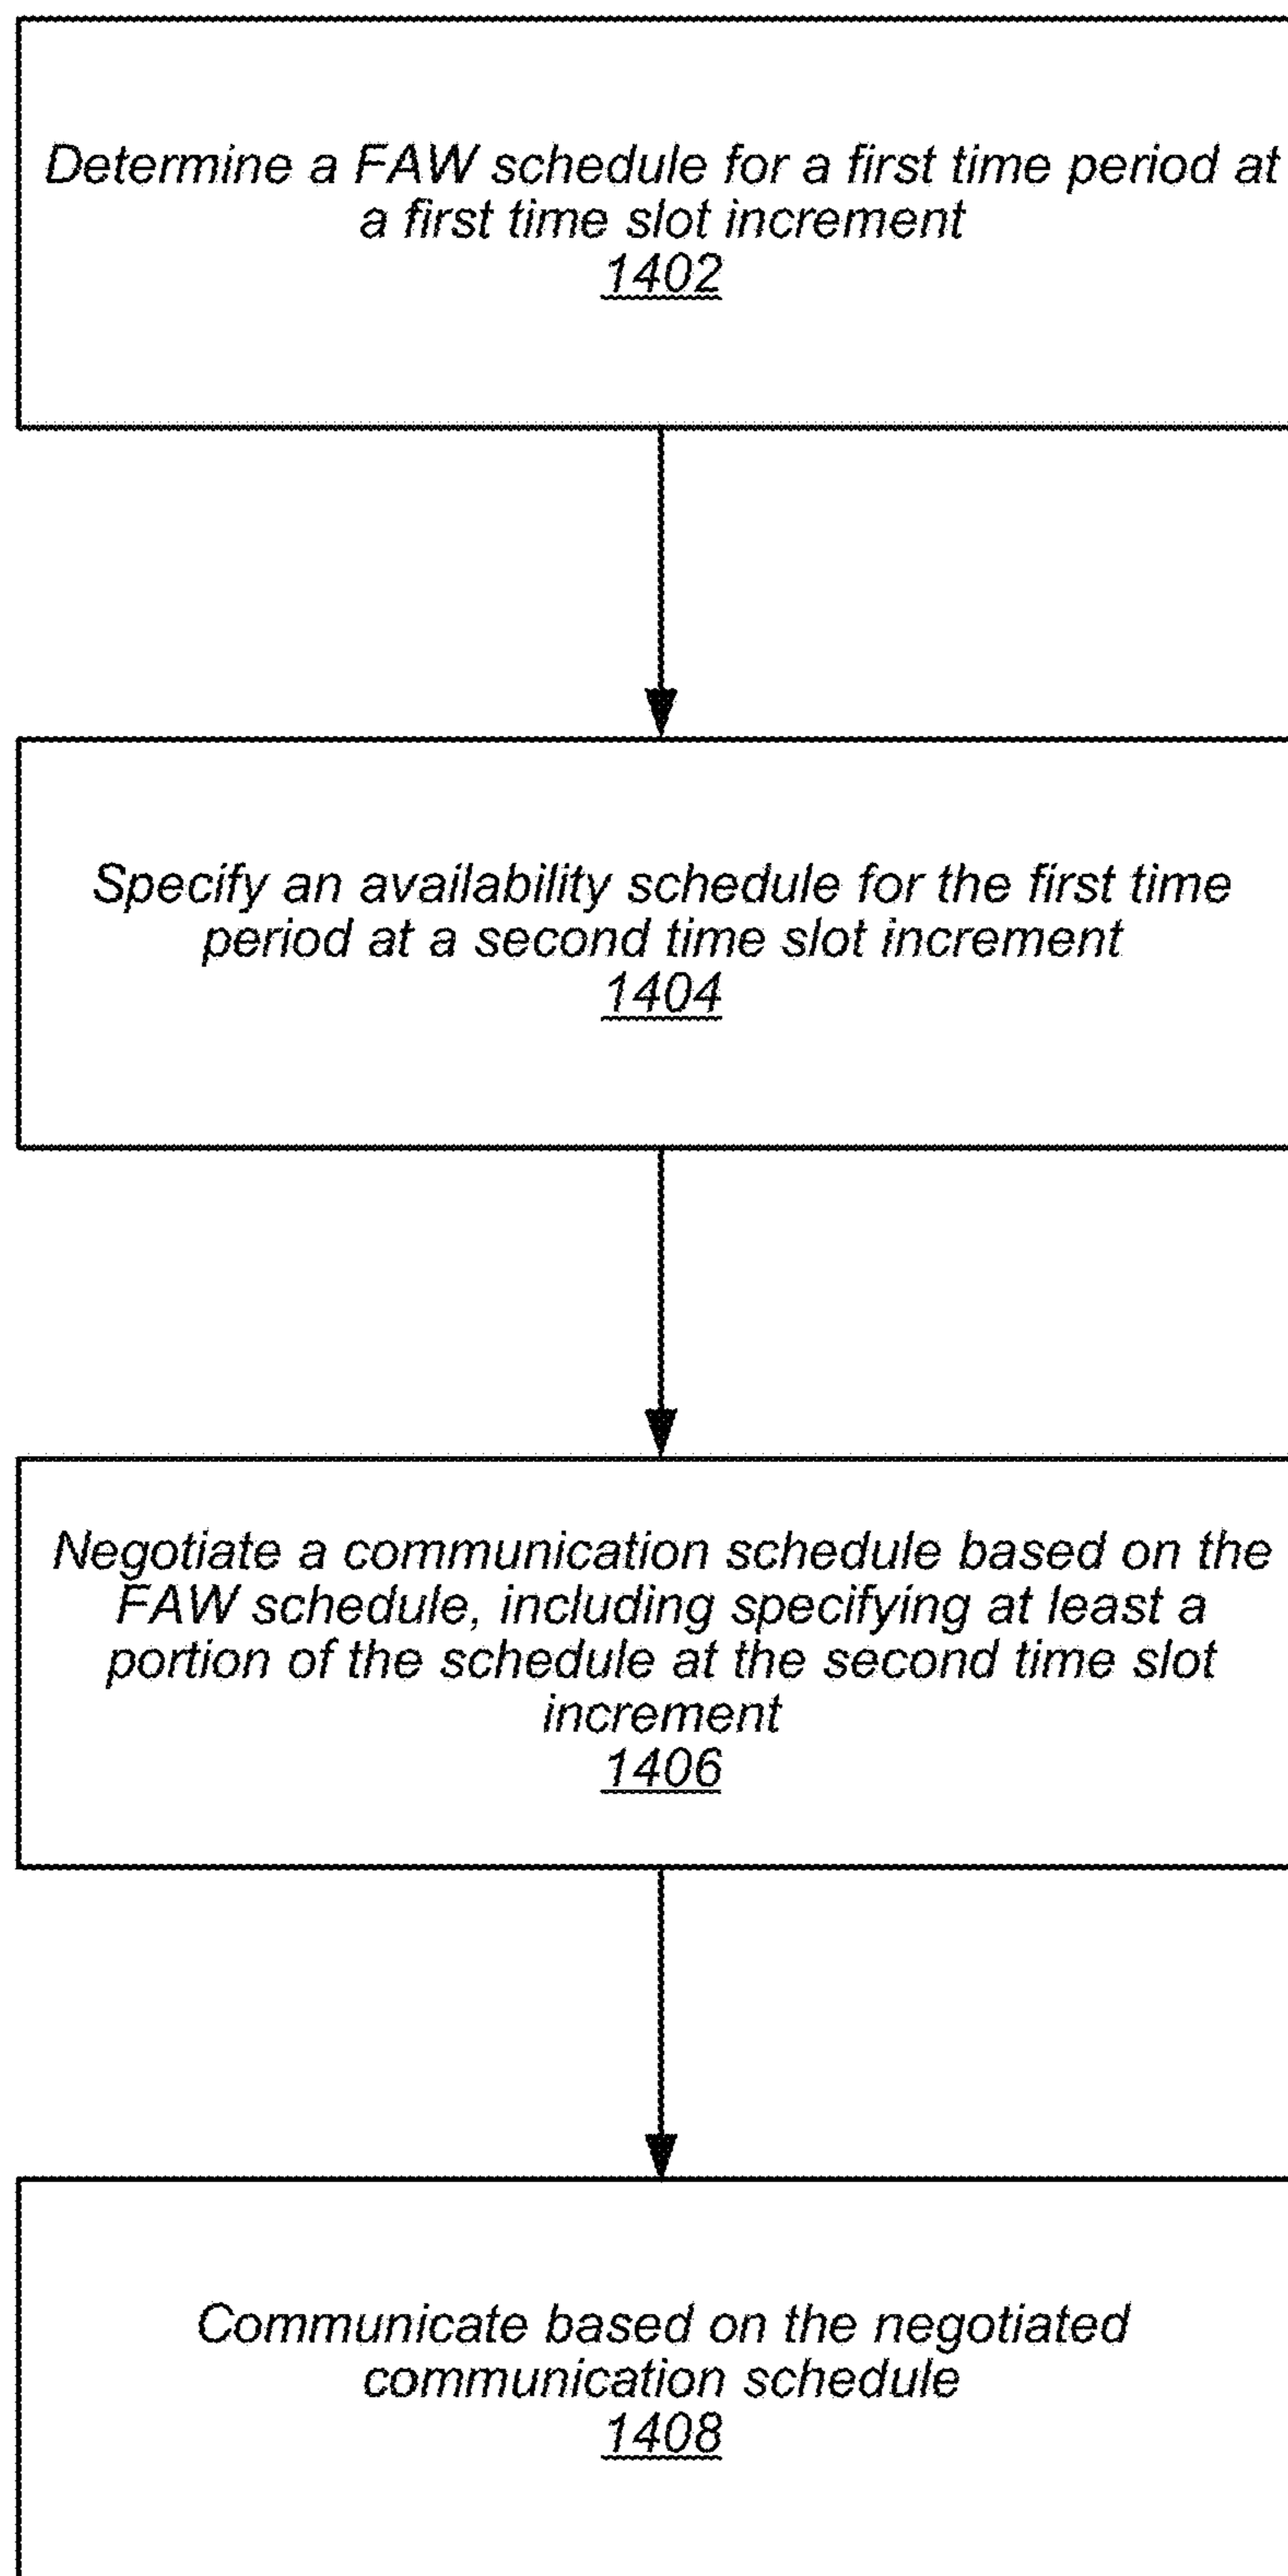 Determine a FAW schedule for a first time period at
a first time slot increment
1402
Specify an availability schedule for the first time
period at a second time slot increment
1404
Negotiate a communication schedule based on the
FAW schedule, including specifying at least a
portion of the schedule at the second time slot
increment
1406
Communicate based on the negotiated
communication schedule
1408